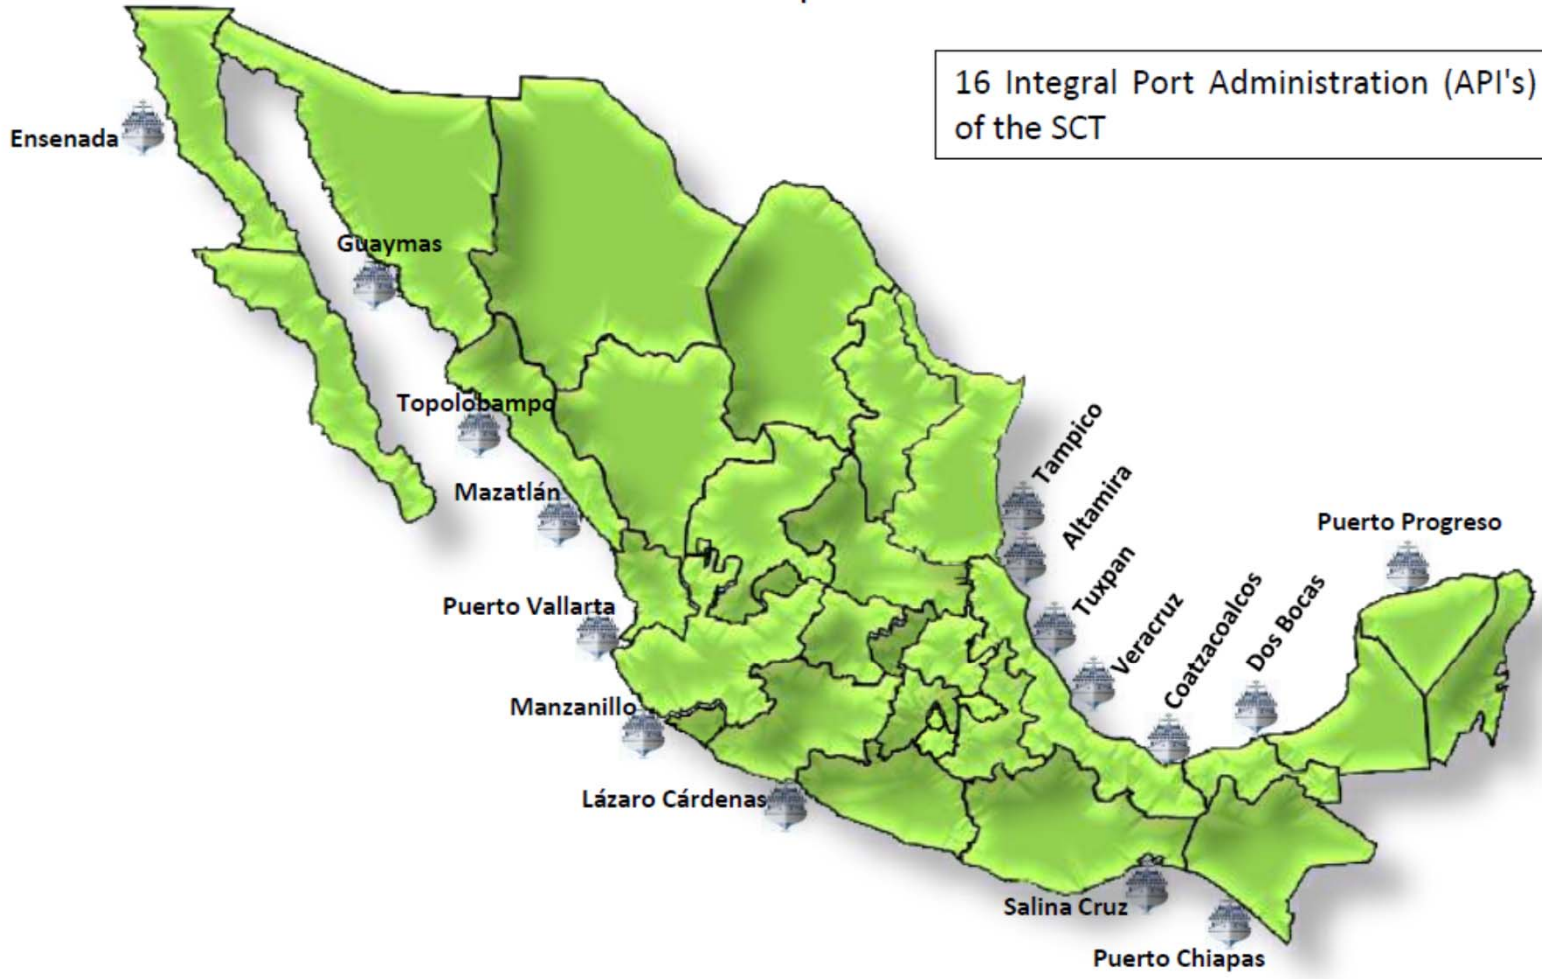 16 Integral Port Administration (API's)
of the SCT
Ensenada
Guaymas
Topolobampo
Mazatlán
Puerto Vallarta
Manzanillo
Lázaro Cárdenas
Salina Cruz
Puerto Chiapas
Tampico
Altamira
Tuxpan
Veracruz
Coatzacoalcos
Dos Bocas
Puerto Progreso